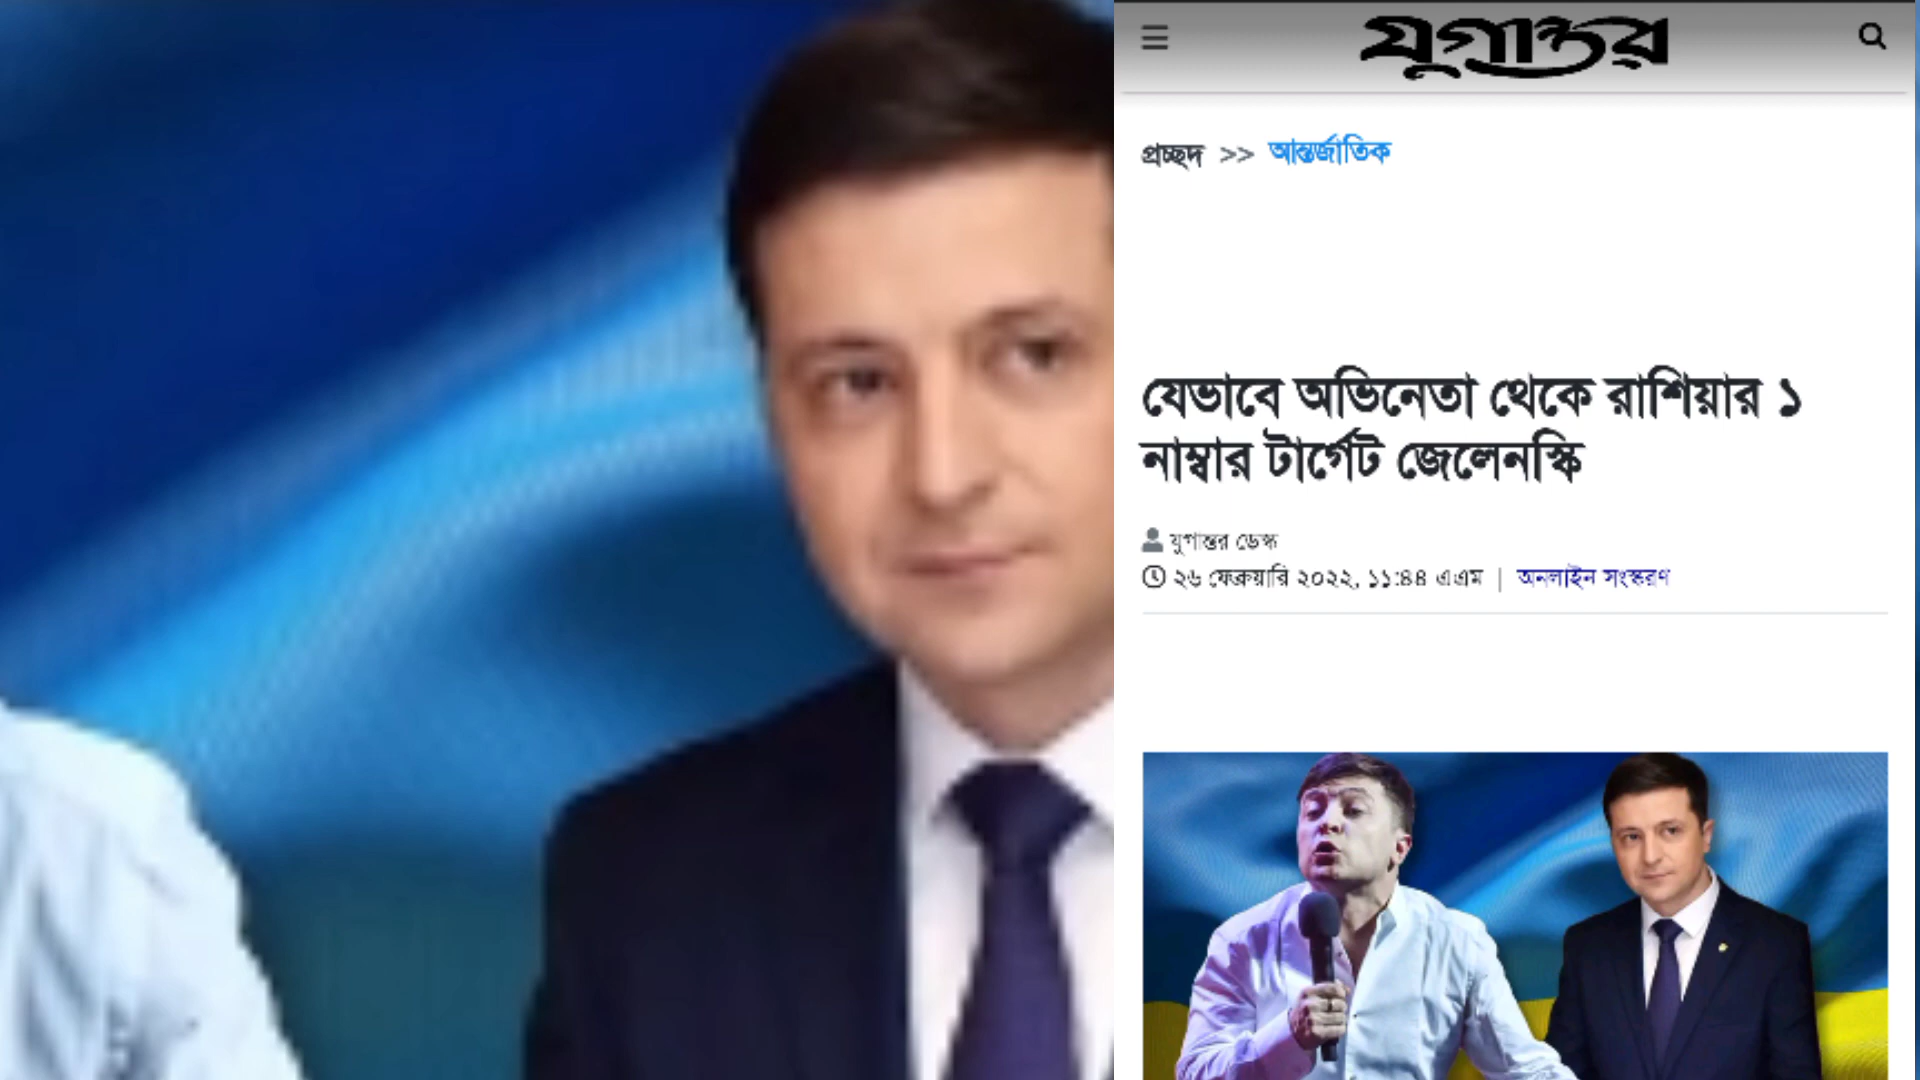 যুগান্তর
প্রচ্ছদ >> আন্তর্জাতিক
যেভাবে অভিনেতা থেকে রাশিয়ার ১
নাম্বার টার্গেট জেলেনস্কি
যুগান্তর ডেস্ক
২৬ ফেব্রুয়ারি ২০২২, ১১:৪৪ এএম | অনলাইন সংস্করণ